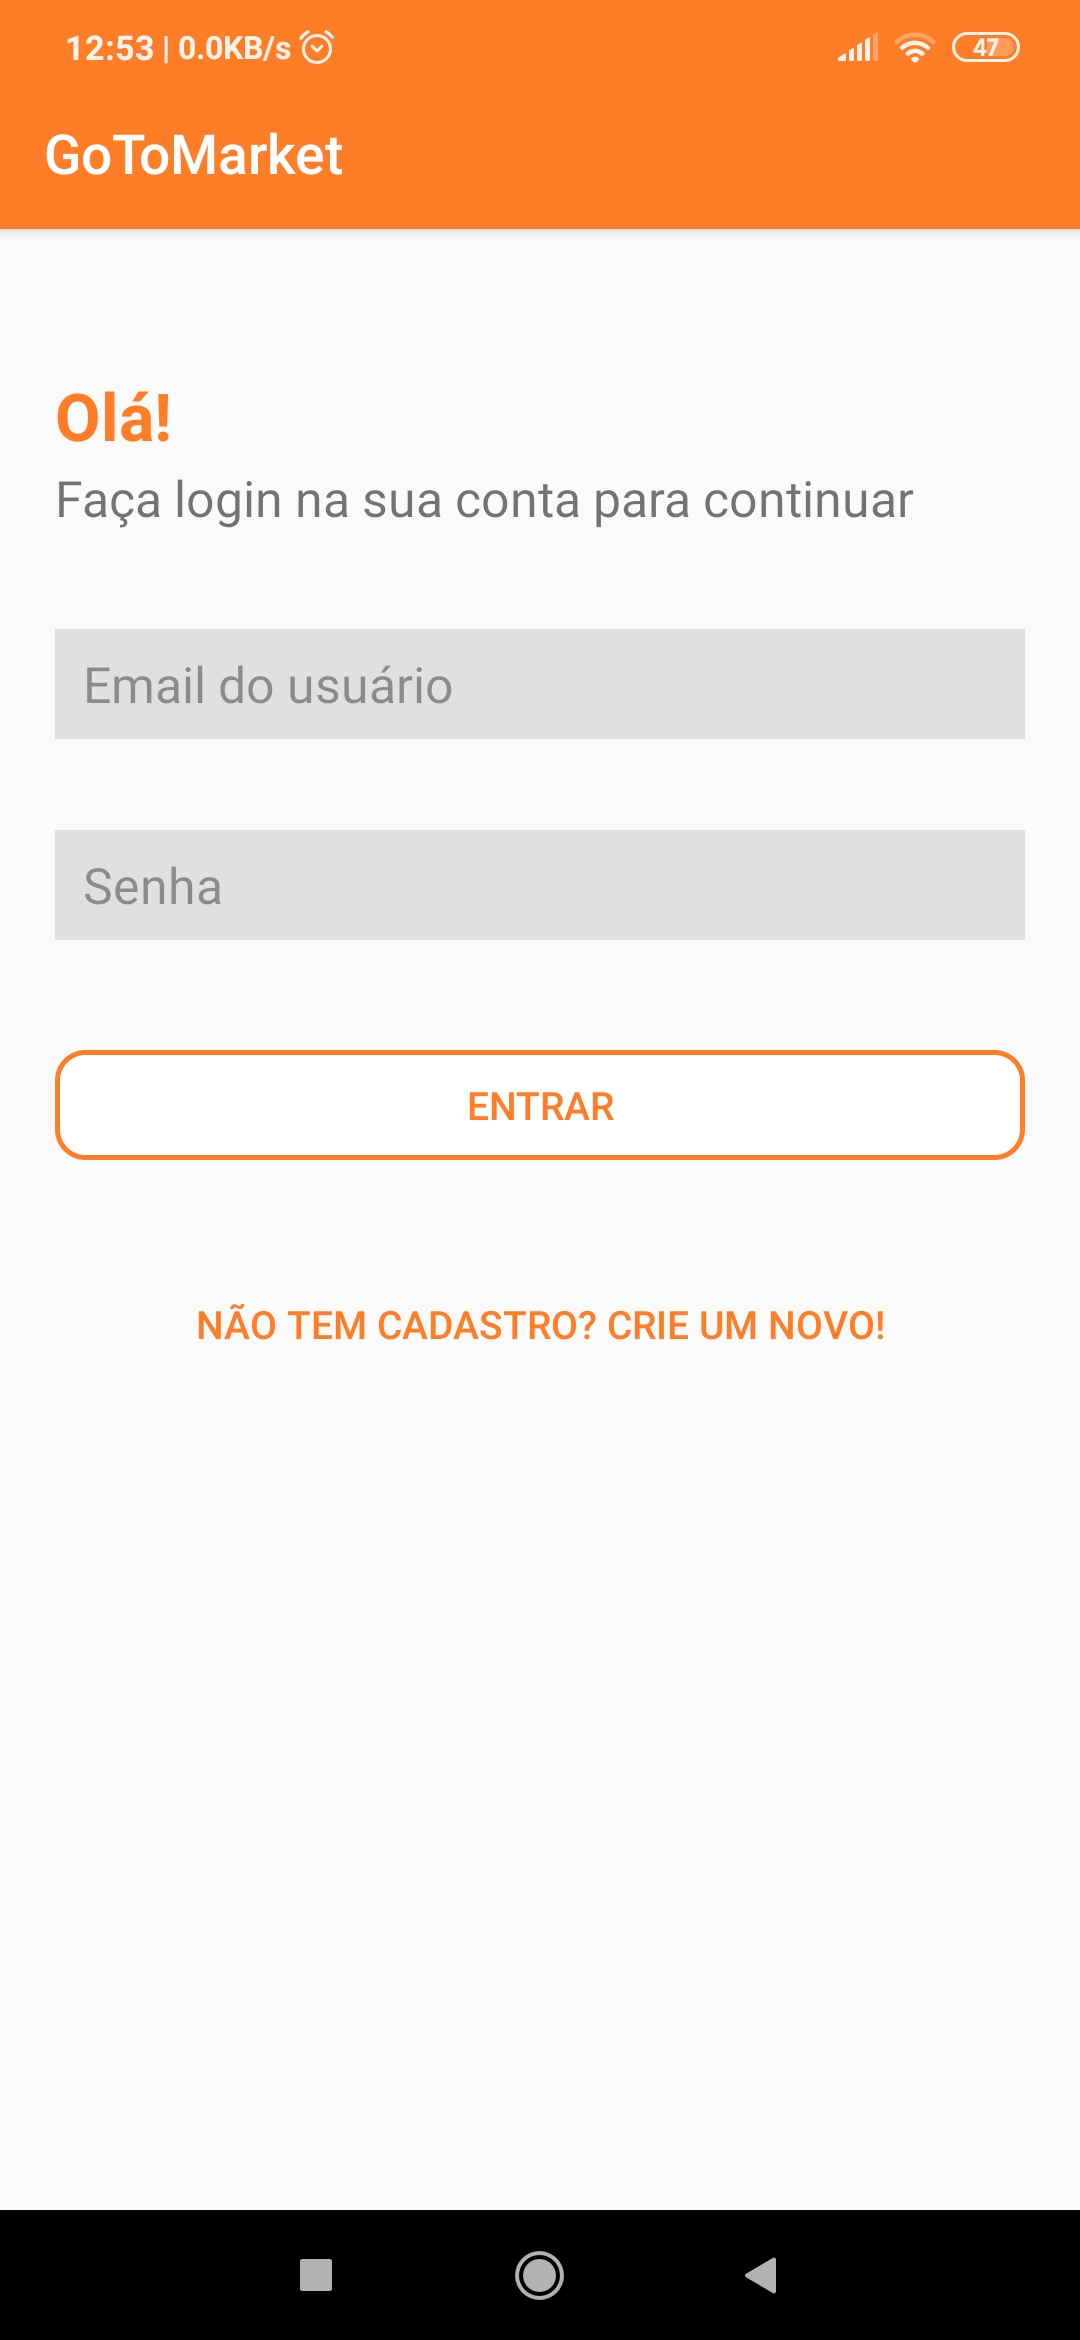 12:53 | 0.0KB/s
47
GoToMarket
Olá!
Faça login na sua conta para continuar
Email do usuário
Senha
ENTRAR
NÃO TEM CADASTRO? CRIE UM NOVO!